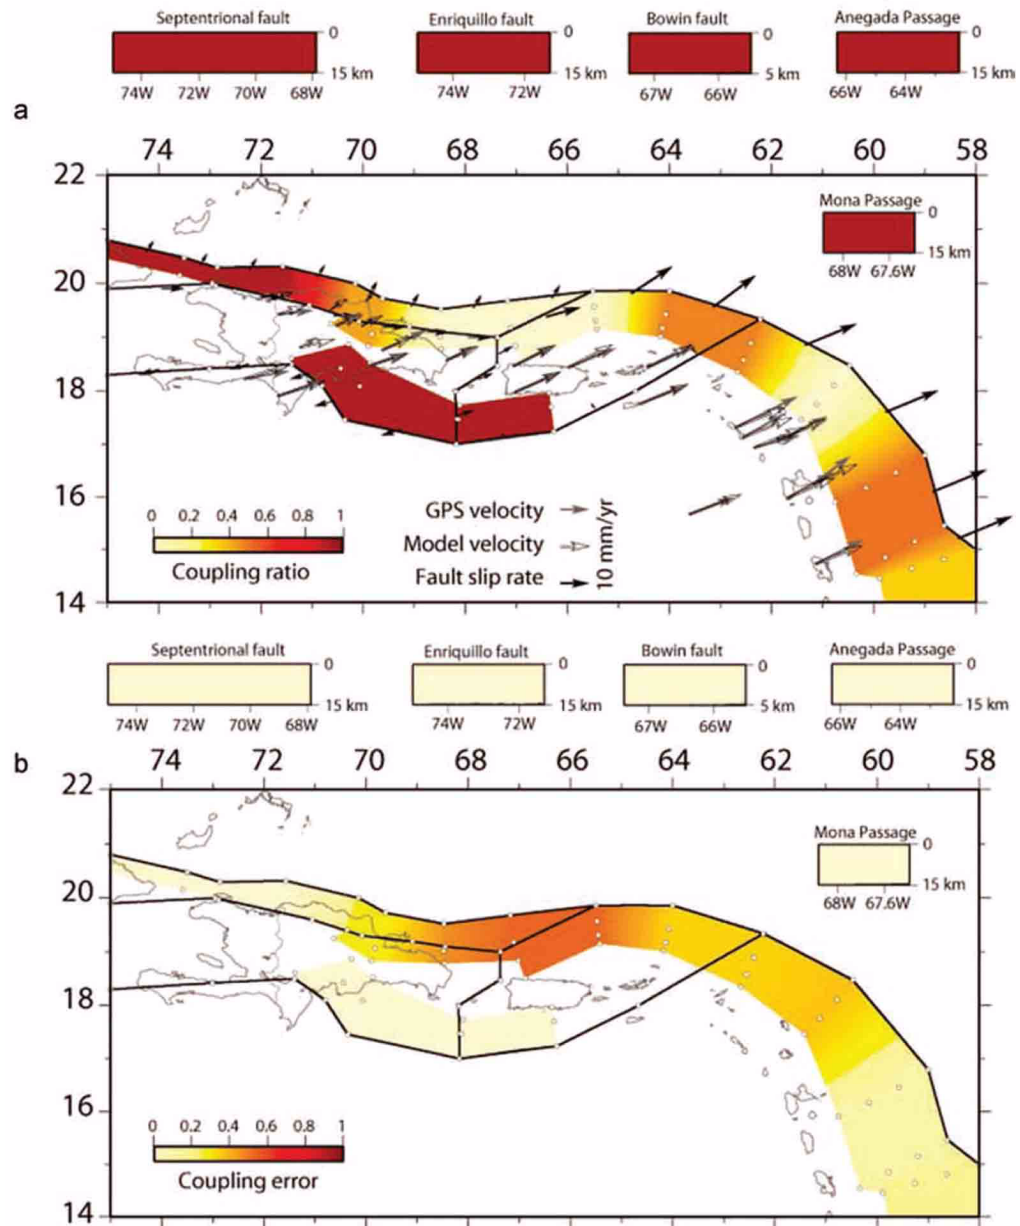 Septentrional fault Enriquillo fault Bowin fault Anegada Passage
0 0 0 0
15 km 15 km 5 km 15 km
74W 72W 70W 68W 74W 72W 67W 66W 66W 64W
a
74 72 70 68 66 64 62 60 58
22
Mona Passage
0
15 km
68W 67.6W
20
18
16
0 0.2 0.4 0.6 0.8 1
Coupling ratio
GPS velocity
Model velocity
Fault slip rate
10 mm/yr
14
Septentrional fault Enriquillo fault Bowin fault Anegada Passage
0 0 0 0
15 km 15 km 5 km 15 km
74W 72W 70W 68W 74W 72W 67W 66W 66W 64W
b
74 72 70 68 66 64 62 60 58
22
Mona Passage
0
15 km
68W 67.6W
20
18
16
0 0.2 0.4 0.6 0.8 1
Coupling error
14